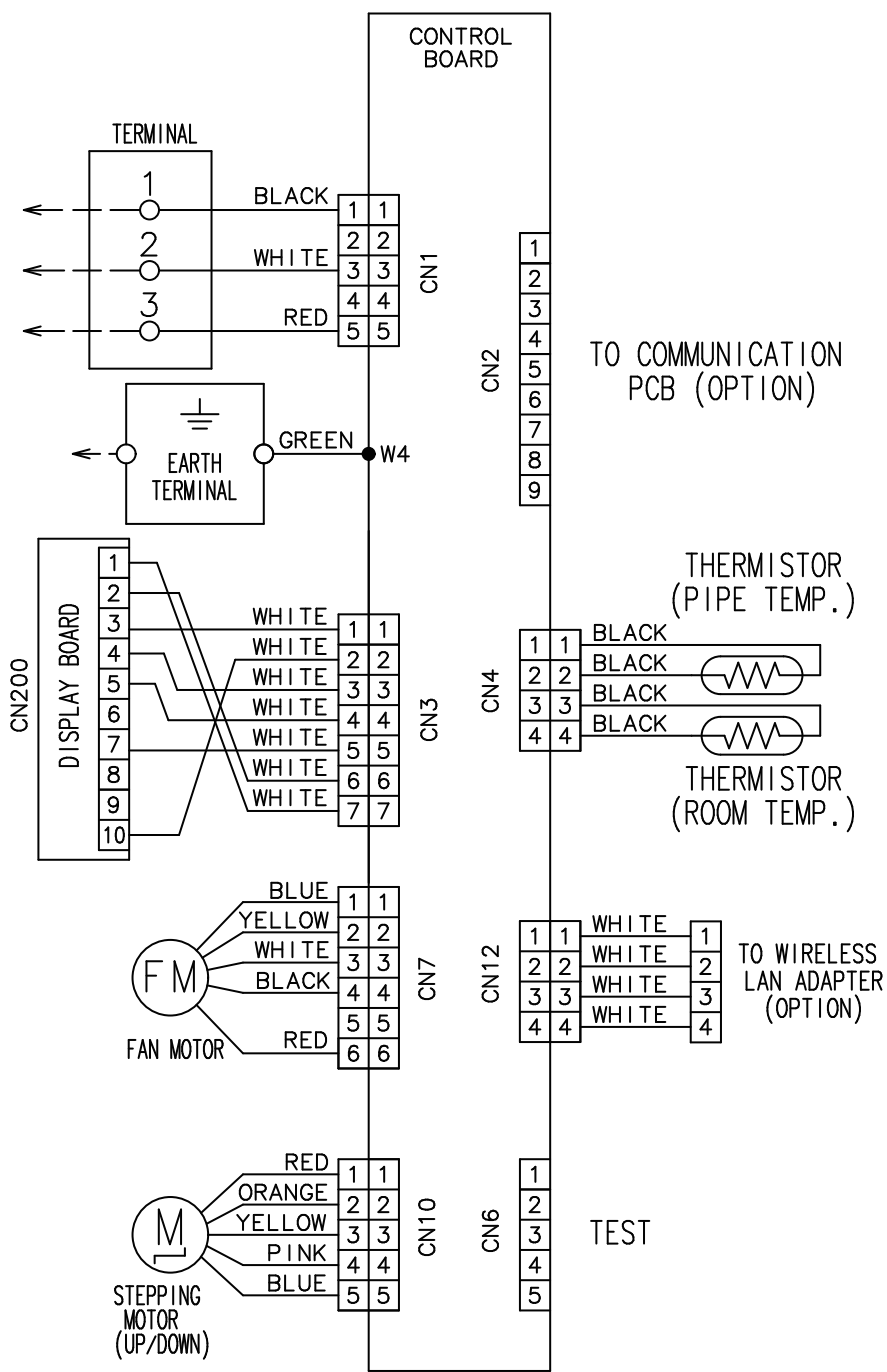 CONTROL
BOARD
TERMINAL
1
BLACK
1 1
2 2
2
WHITE
3 3
4 4
3
RED
5 5
CN1
EARTH
TERMINAL
GREEN
W4
CN200
DISPLAY BOARD
1
2
3
4
5
6
7
8
9
10
WHITE
1 1
WHITE
2 2
WHITE
3 3
WHITE
4 4
WHITE
5 5
WHITE
6 6
WHITE
7 7
CN3
FM
FAN MOTOR
BLUE
1 1
YELLOW
2 2
WHITE
3 3
BLACK
4 4
5 5
RED
6 6
CN7
M
STEPPING
MOTOR
(UP/DOWN)
RED
1 1
ORANGE
2 2
YELLOW
3 3
PINK
4 4
BLUE
5 5
CN10
CN2
1
2
3
4
5
6
7
8
9
TO COMMUNICATION
PCB (OPTION)
THERMISTOR
(PIPE TEMP.)
CN4
1 1 BLACK
2 2 BLACK
3 3 BLACK
4 4 BLACK
THERMISTOR
(ROOM TEMP.)
CN12
1 1 WHITE 1
2 2 WHITE 2
3 3 WHITE 3
4 4 WHITE 4
TO WIRELESS
LAN ADAPTER
(OPTION)
CN6
1
2
3
4
5
TEST